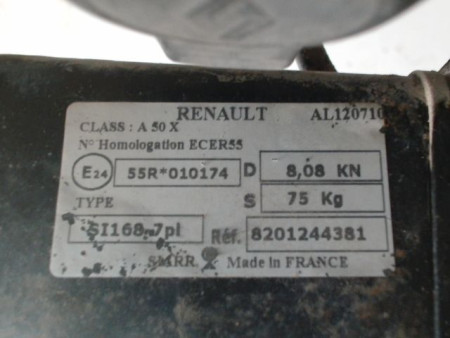 RENAULT AL120710
CLASS : A 50 X
N° Homologation ECER55
E24 55R*010174 D 8,08 KN
S 75 Kg
TYPE
SI168 7pl Réf. 8201244381
SMRR Made in FRANCE